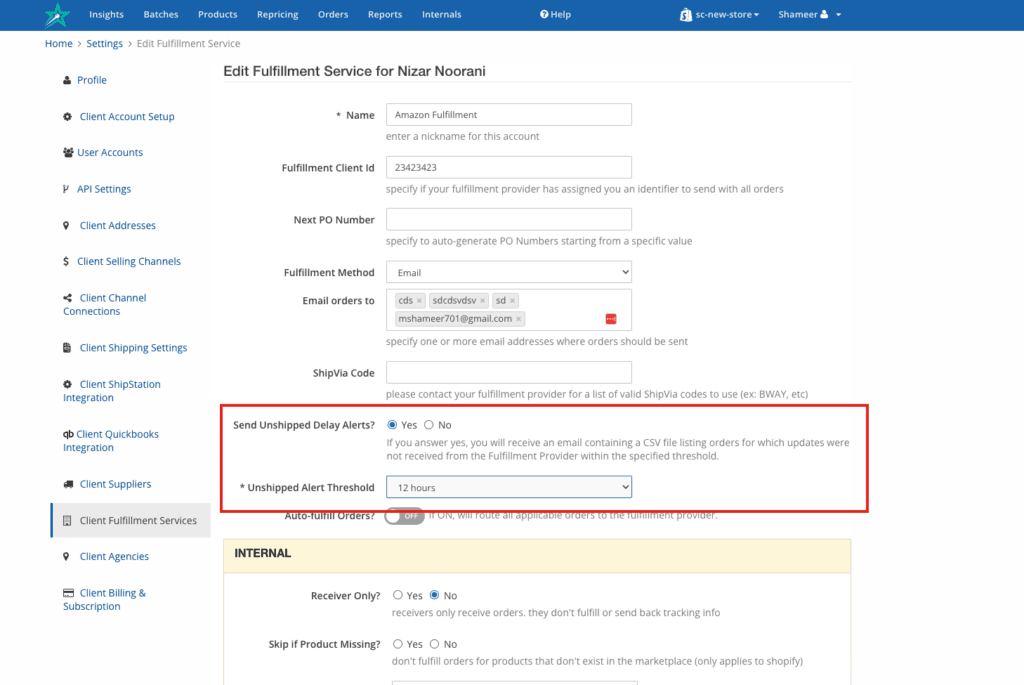 Insights Batches Products Repricing Orders Reports Internals Help sc-new-store Shameer
Home > Settings > Edit Fulfillment Service
Profile
Client Account Setup
User Accounts
API Settings
Client Addresses
Client Selling Channels
Client Channel
Connections
Client Shipping Settings
Client ShipStation
Integration
qb Client Quickbooks
Integration
Client Suppliers
Client Fulfillment Services
Client Agencies
Client Billing &
Subscription
Edit Fulfillment Service for Nizar Noorani
* Name Amazon Fulfillment
enter a nickname for this account
Fulfillment Client Id 23423423
specify if your fulfillment provider has assigned you an identifier to send with all orders
Next PO Number
specify to auto-generate PO Numbers starting from a specific value
Fulfillment Method Email
Email orders to cds × sdcdsvdsv × sd ×
mshameer701@gmail.com ×
specify one or more email addresses where orders should be sent
ShipVia Code
please contact your fulfillment provider for a list of valid ShipVia codes to use (ex: BWAY, etc)
Send Unshipped Delay Alerts? Yes No
If you answer yes, you will receive an email containing a CSV file listing orders for which updates were
not received from the Fulfillment Provider within the specified threshold.
* Unshipped Alert Threshold 12 hours
Auto-fulfill Orders? OFF If ON, will route all applicable orders to the fulfillment provider.
INTERNAL
Receiver Only? Yes No
receivers only receive orders. they don't fulfill or send back tracking info
Skip if Product Missing? Yes No
don't fulfill orders for products that don't exist in the marketplace (only applies to shopify)